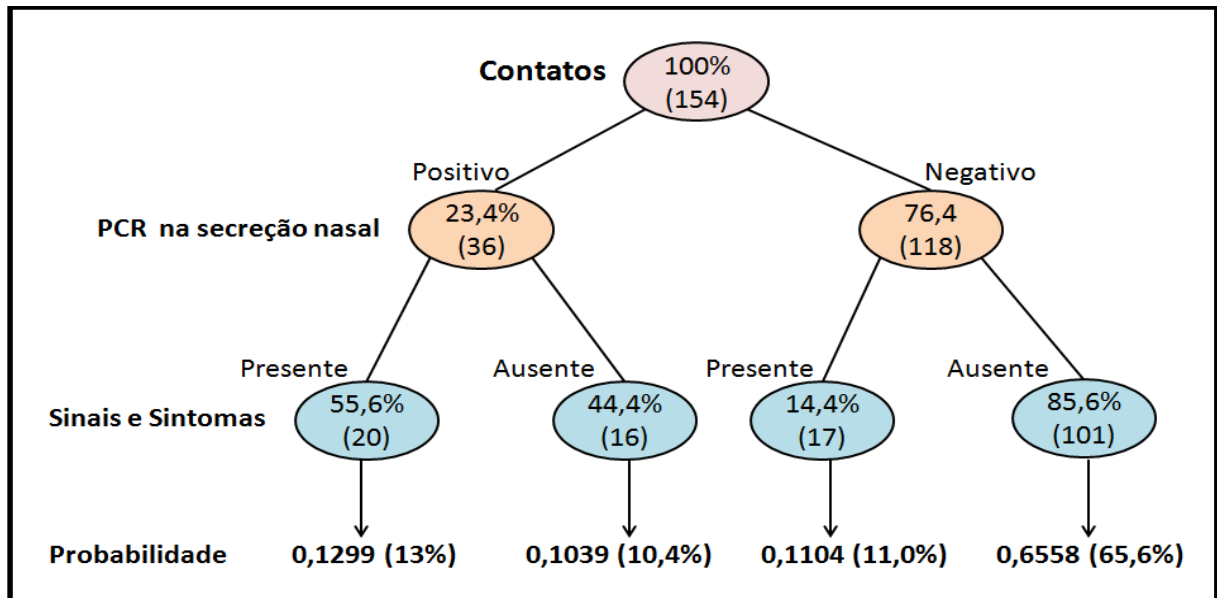 Contatos
100%
(154)
Positivo
Negativo
PCR na secreção nasal
23,4%
(36)
76,4
(118)
Presente
Ausente
Presente
Ausente
Sinais e Sintomas
55,6%
(20)
44,4%
(16)
14,4%
(17)
85,6%
(101)
Probabilidade
0,1299 (13%)
0,1039 (10,4%)
0,1104 (11,0%)
0,6558 (65,6%)